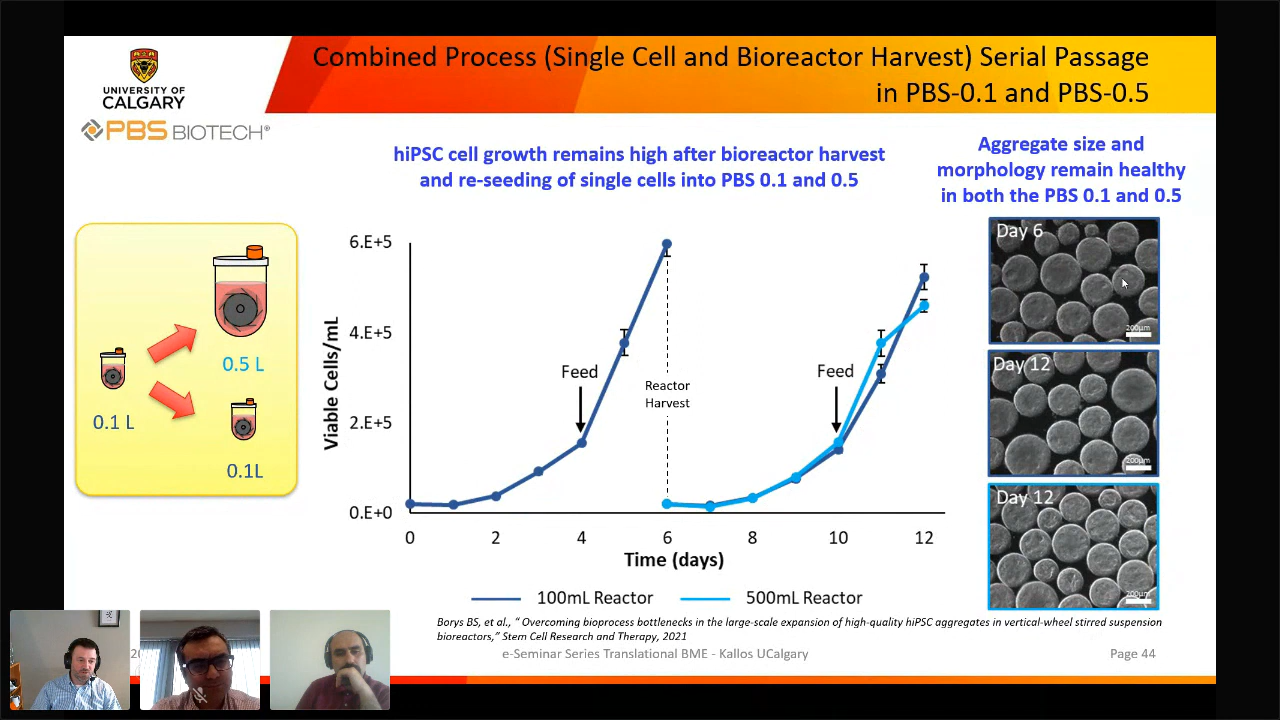 Combined Process (Single Cell and Bioreactor Harvest) Serial Passage
in PBS-0.1 and PBS-0.5
UNIVERSITY OF
CALGARY
PBS BIOTECH®
hiPSC cell growth remains high after bioreactor harvest
and re-seeding of single cells into PBS 0.1 and 0.5
Aggregate size and
morphology remain healthy
in both the PBS 0.1 and 0.5
0.5 L
0.1 L
0.1L
Viable Cells/mL
6.E+5
4.E+5
2.E+5
0.E+0
Feed
Reactor
Harvest
Feed
0 2 4 6 8 10 12
Time (days)
100mL Reactor 500mL Reactor
Day 6
200µm
Day 12
200µm
Day 12
200µm
Borys BS, et al., “ Overcoming bioprocess bottlenecks in the large-scale expansion of high-quality hiPSC aggregates in vertical-wheel stirred suspension
bioreactors,” Stem Cell Research and Therapy, 2021
e-Seminar Series Translational BME - Kallos UCalgary
Page 44